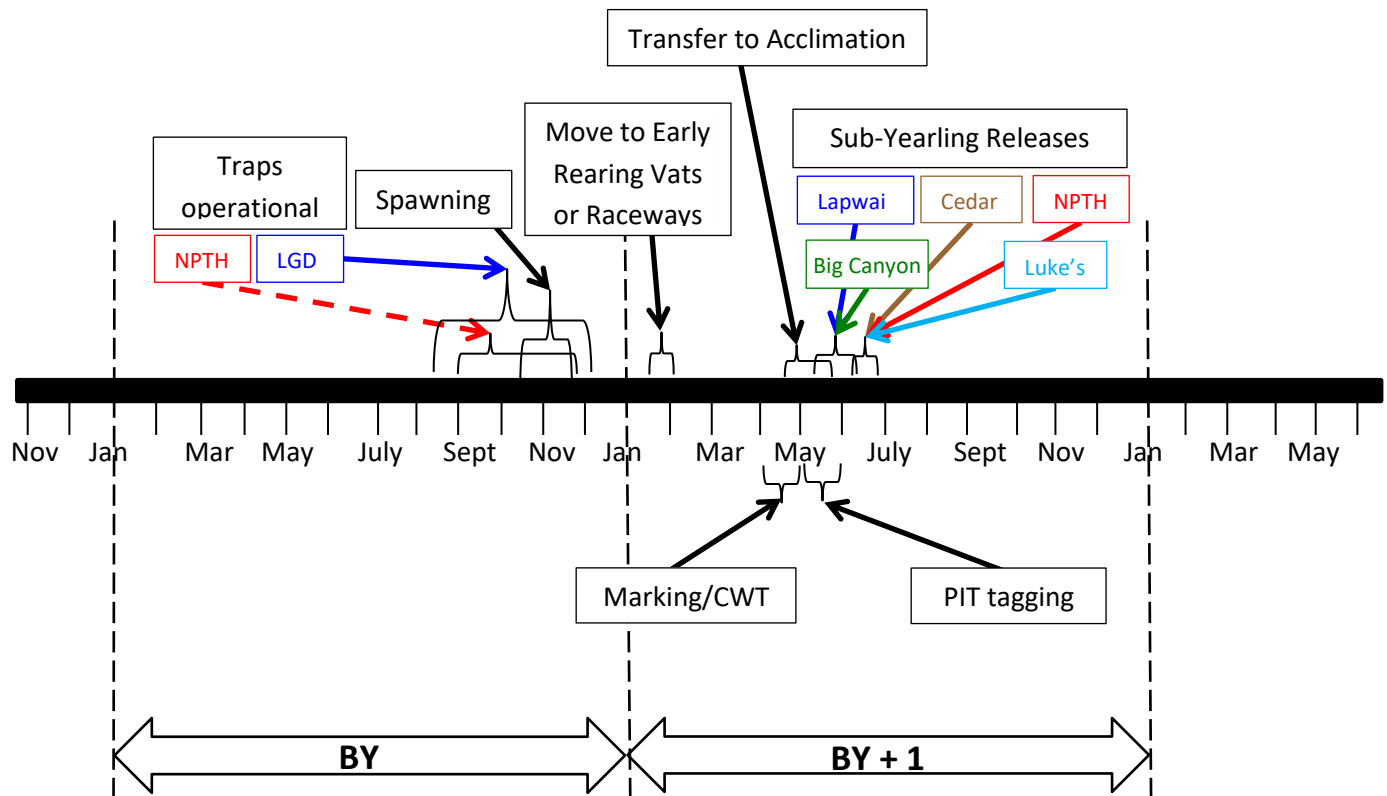 Transfer to Acclimation
Move to Early
Rearing Vats
or Raceways
Sub-Yearling Releases
Traps
operational
Spawning
Lapwai
Cedar
NPTH
NPTH
LGD
Big Canyon
Luke's
Nov
Jan
Mar
May
July
Sept
Nov
Jan
Mar
May
July
Sept
Nov
Jan
Mar
May
Marking/CWT
PIT tagging
BY
BY + 1